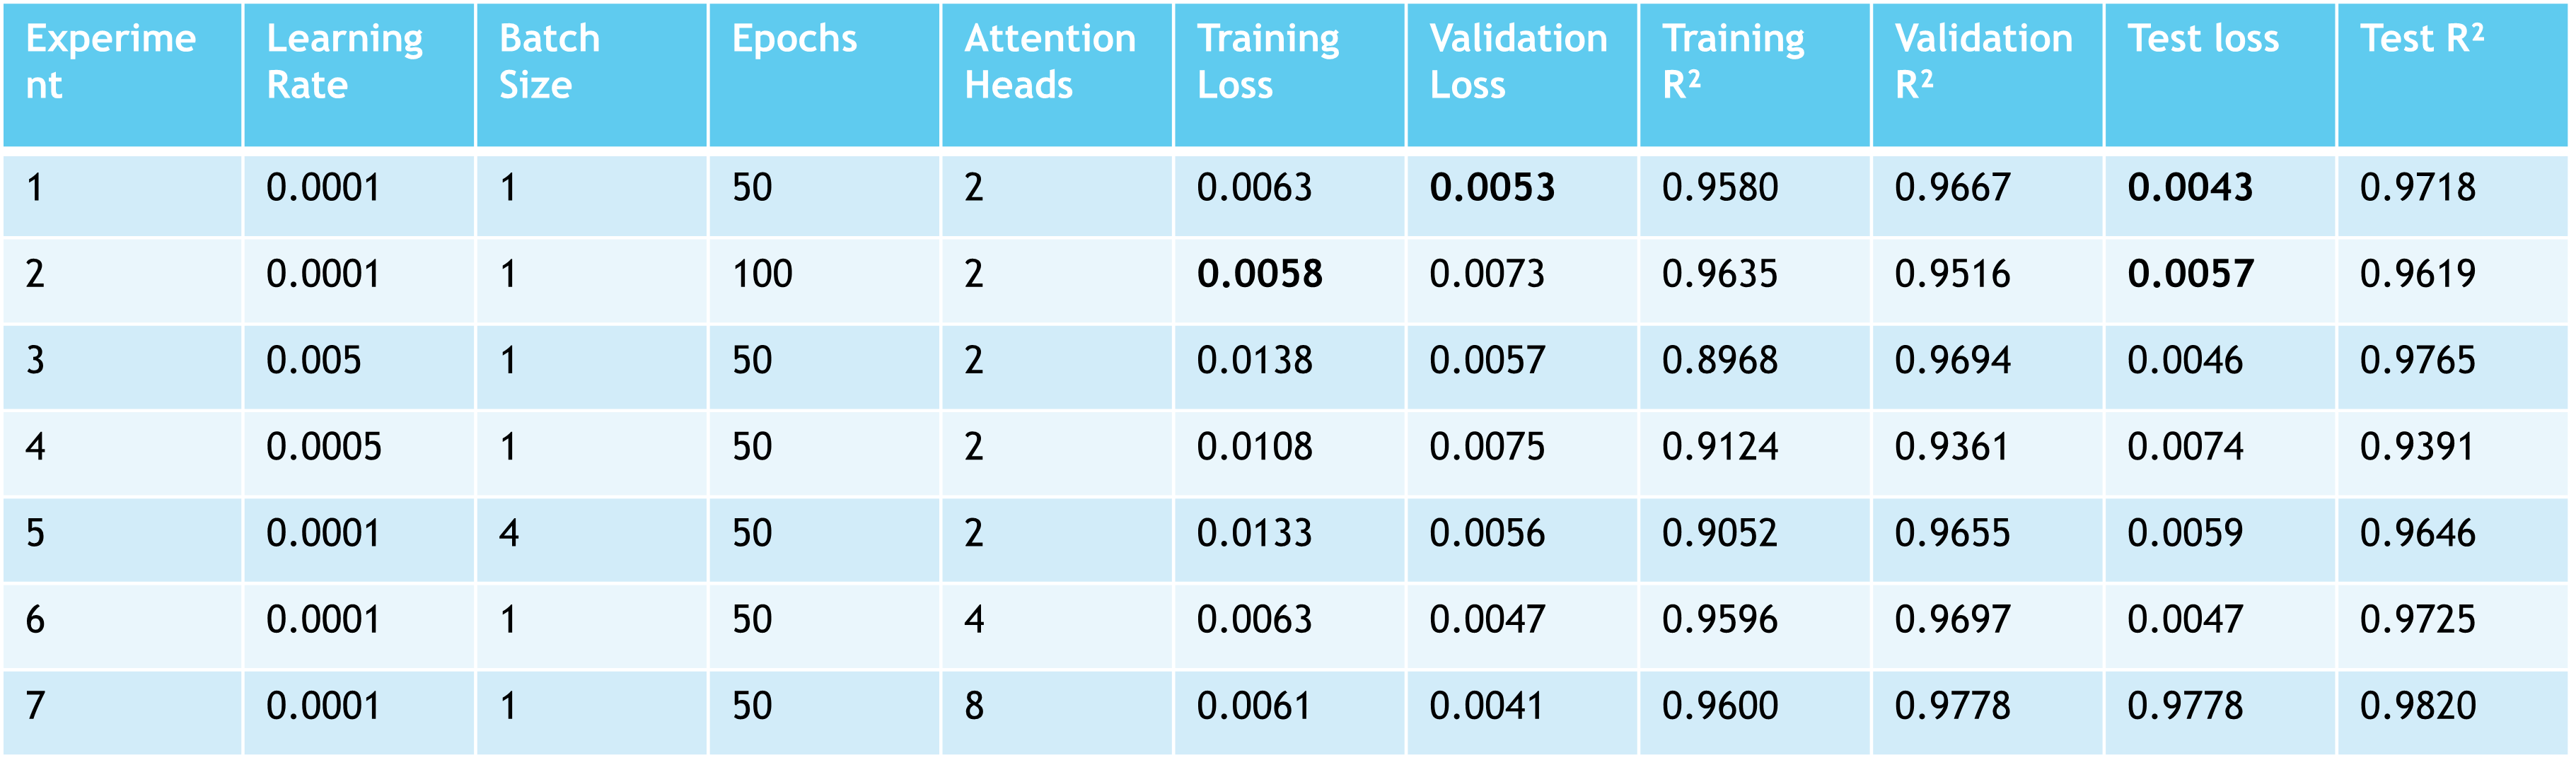 Experime Learning Batch Epochs Attention Training Validation Training Validation Test loss Test R²
nt Rate Size Heads Loss Loss R² R²
1 0.0001 1 50 2 0.0063 0.0053 0.9580 0.9667 0.0043 0.9718
2 0.0001 1 100 2 0.0058 0.0073 0.9635 0.9516 0.0057 0.9619
3 0.005 1 50 2 0.0138 0.0057 0.8968 0.9694 0.0046 0.9765
4 0.0005 1 50 2 0.0108 0.0075 0.9124 0.9361 0.0074 0.9391
5 0.0001 4 50 2 0.0133 0.0056 0.9052 0.9655 0.0059 0.9646
6 0.0001 1 50 4 0.0063 0.0047 0.9596 0.9697 0.0047 0.9725
7 0.0001 1 50 8 0.0061 0.0041 0.9600 0.9778 0.9778 0.9820